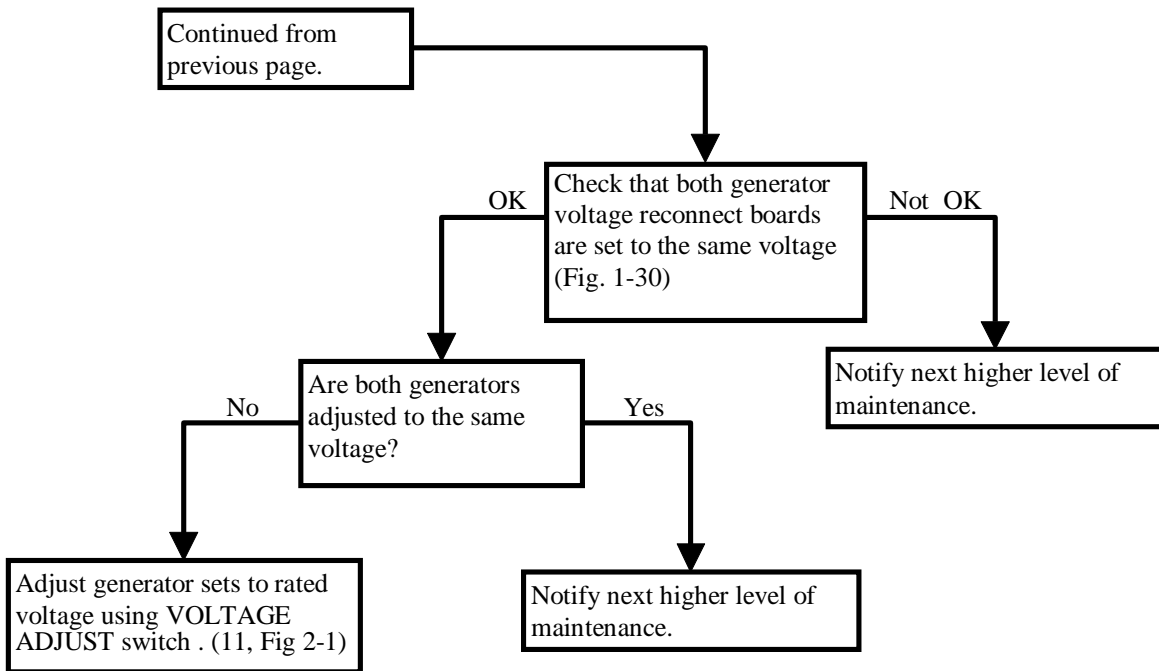 Continued from
previous page.
Check that both generator
voltage reconnect boards
are set to the same voltage
(Fig. 1-30)
OK
Not OK
Notify next higher level of
maintenance.
Are both generators
adjusted to the same
voltage?
No
Yes
Adjust generator sets to rated
voltage using VOLTAGE
ADJUST switch . (11, Fig 2-1)
Notify next higher level of
maintenance.